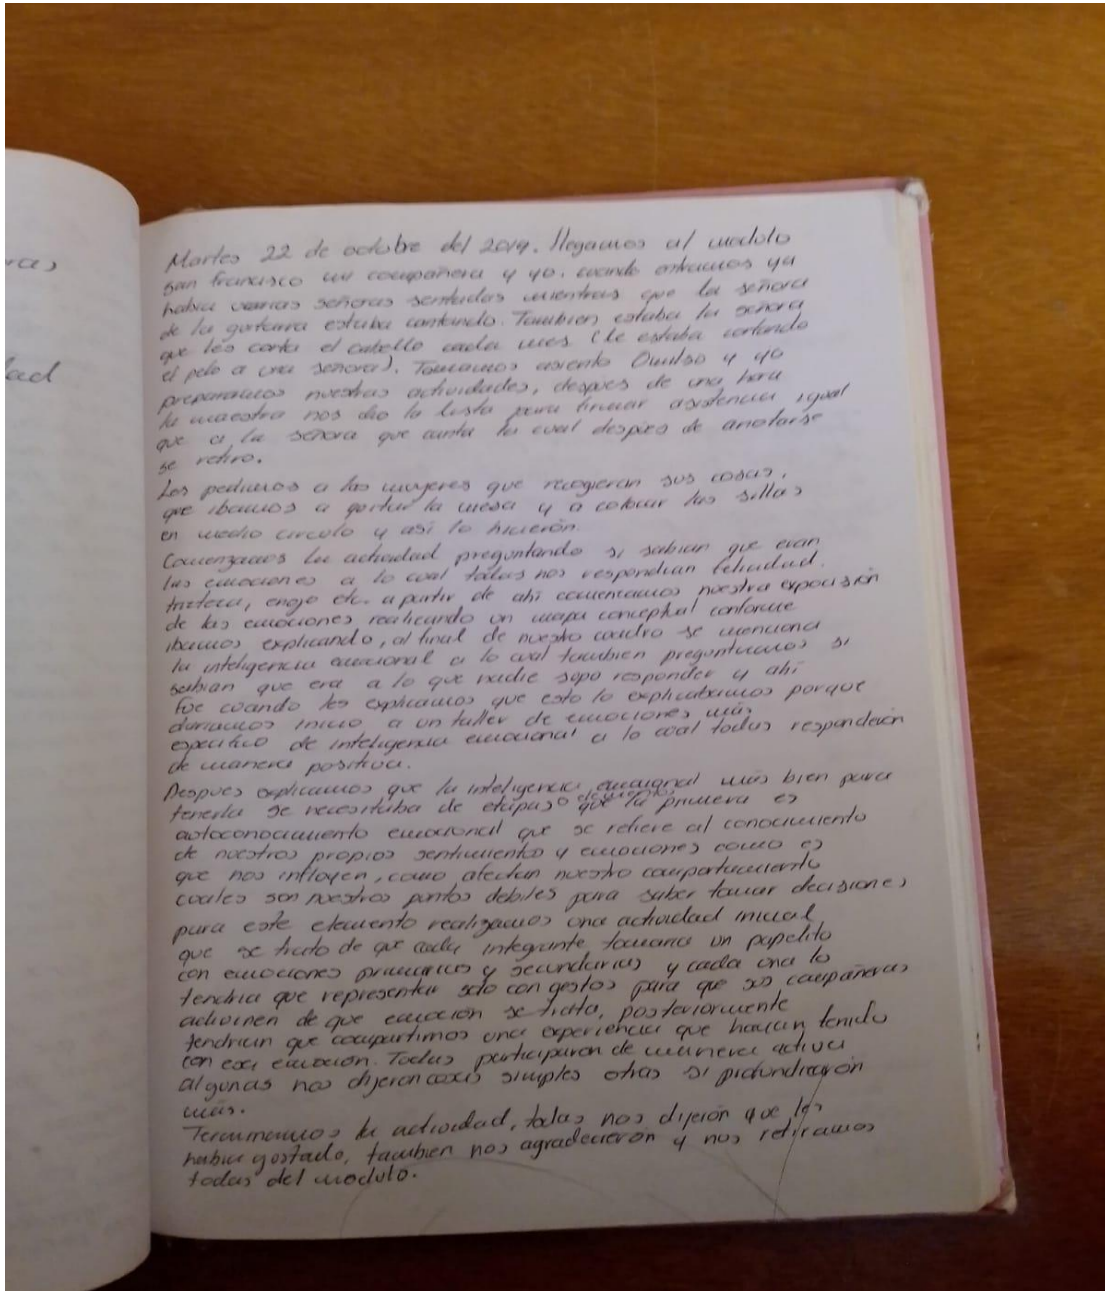 ras
dad
Martes 22 de octubre del 2019. llegamos al modulo
san francisco mi compañera y yo. cuando entramos ya
habia varias señoras sentadas mientras que la señora
de la guitarra estaba cantando. Tambien estaba la señora
que les corta el cabello cada mes (le estaba cortando
el pelo a una señora). Tomamos asiento y yo
preparamos nuestras actividades, despues de una hora
la maestra nos dio la lista para firmar asistencia, igual
que a la señora que canta la cual despues de anotarse
se retiro.
Les pedimos a las mujeres que recogieran sus cosas,
que ibamos a la mesa y a colocar las sillas
en medio circulo y asi lo hicierón.
Comenzamos la actividad preguntando si sabian que eran
las emociones a lo cual todas nos respondian felicidad.
tristeza, enojo etc. a partir de ahi comenzamos nuestra exposición
de las emociones realizando un mapa conceptual conforme
ibamos explicando, al final de nuestro cuadro se menciona
la inteligencia emocional a lo cual tambien preguntamos si
sabian que era a lo que nadie supo responder y ahi
fue cuando les explicamos que esto lo explicabamos porque
dariamos inicio a un taller de emociones más
especifico de inteligencia emocional a lo cual todas respondierón
de manera positiva.
Despues explicamos que la inteligencia emocional más bien para
tenerla se necesitaba de etapas o elementos que la primera es
autoconocimiento emocional que se refiere al conocimiento
de nuestros propios sentimientos y emociones como es
que nos influyen, como afectan nuestro comportamiento
cuales son nuestros puntos debiles para saber tomar decisiones
para este elemento realizamos una actividad inicial
que se trato de que cada integrante tomaria un papelito
con emociones primarias y secundarias y cada una lo
tendria que representar solo con gestos para que sus compañeras
adivinen de que emoción se trata, posteriormente
tendrian que compartirnos una experiencia que hayan tenido
con esa emoción. Todas participaron de manera activa
algunas nos dijeron cosas simples otras si profundizarón
más.
Terminamos la actividad, todas nos dijerón que les
habia gustado, tambien nos agradecierón y nos retiramos
todas del modulo.